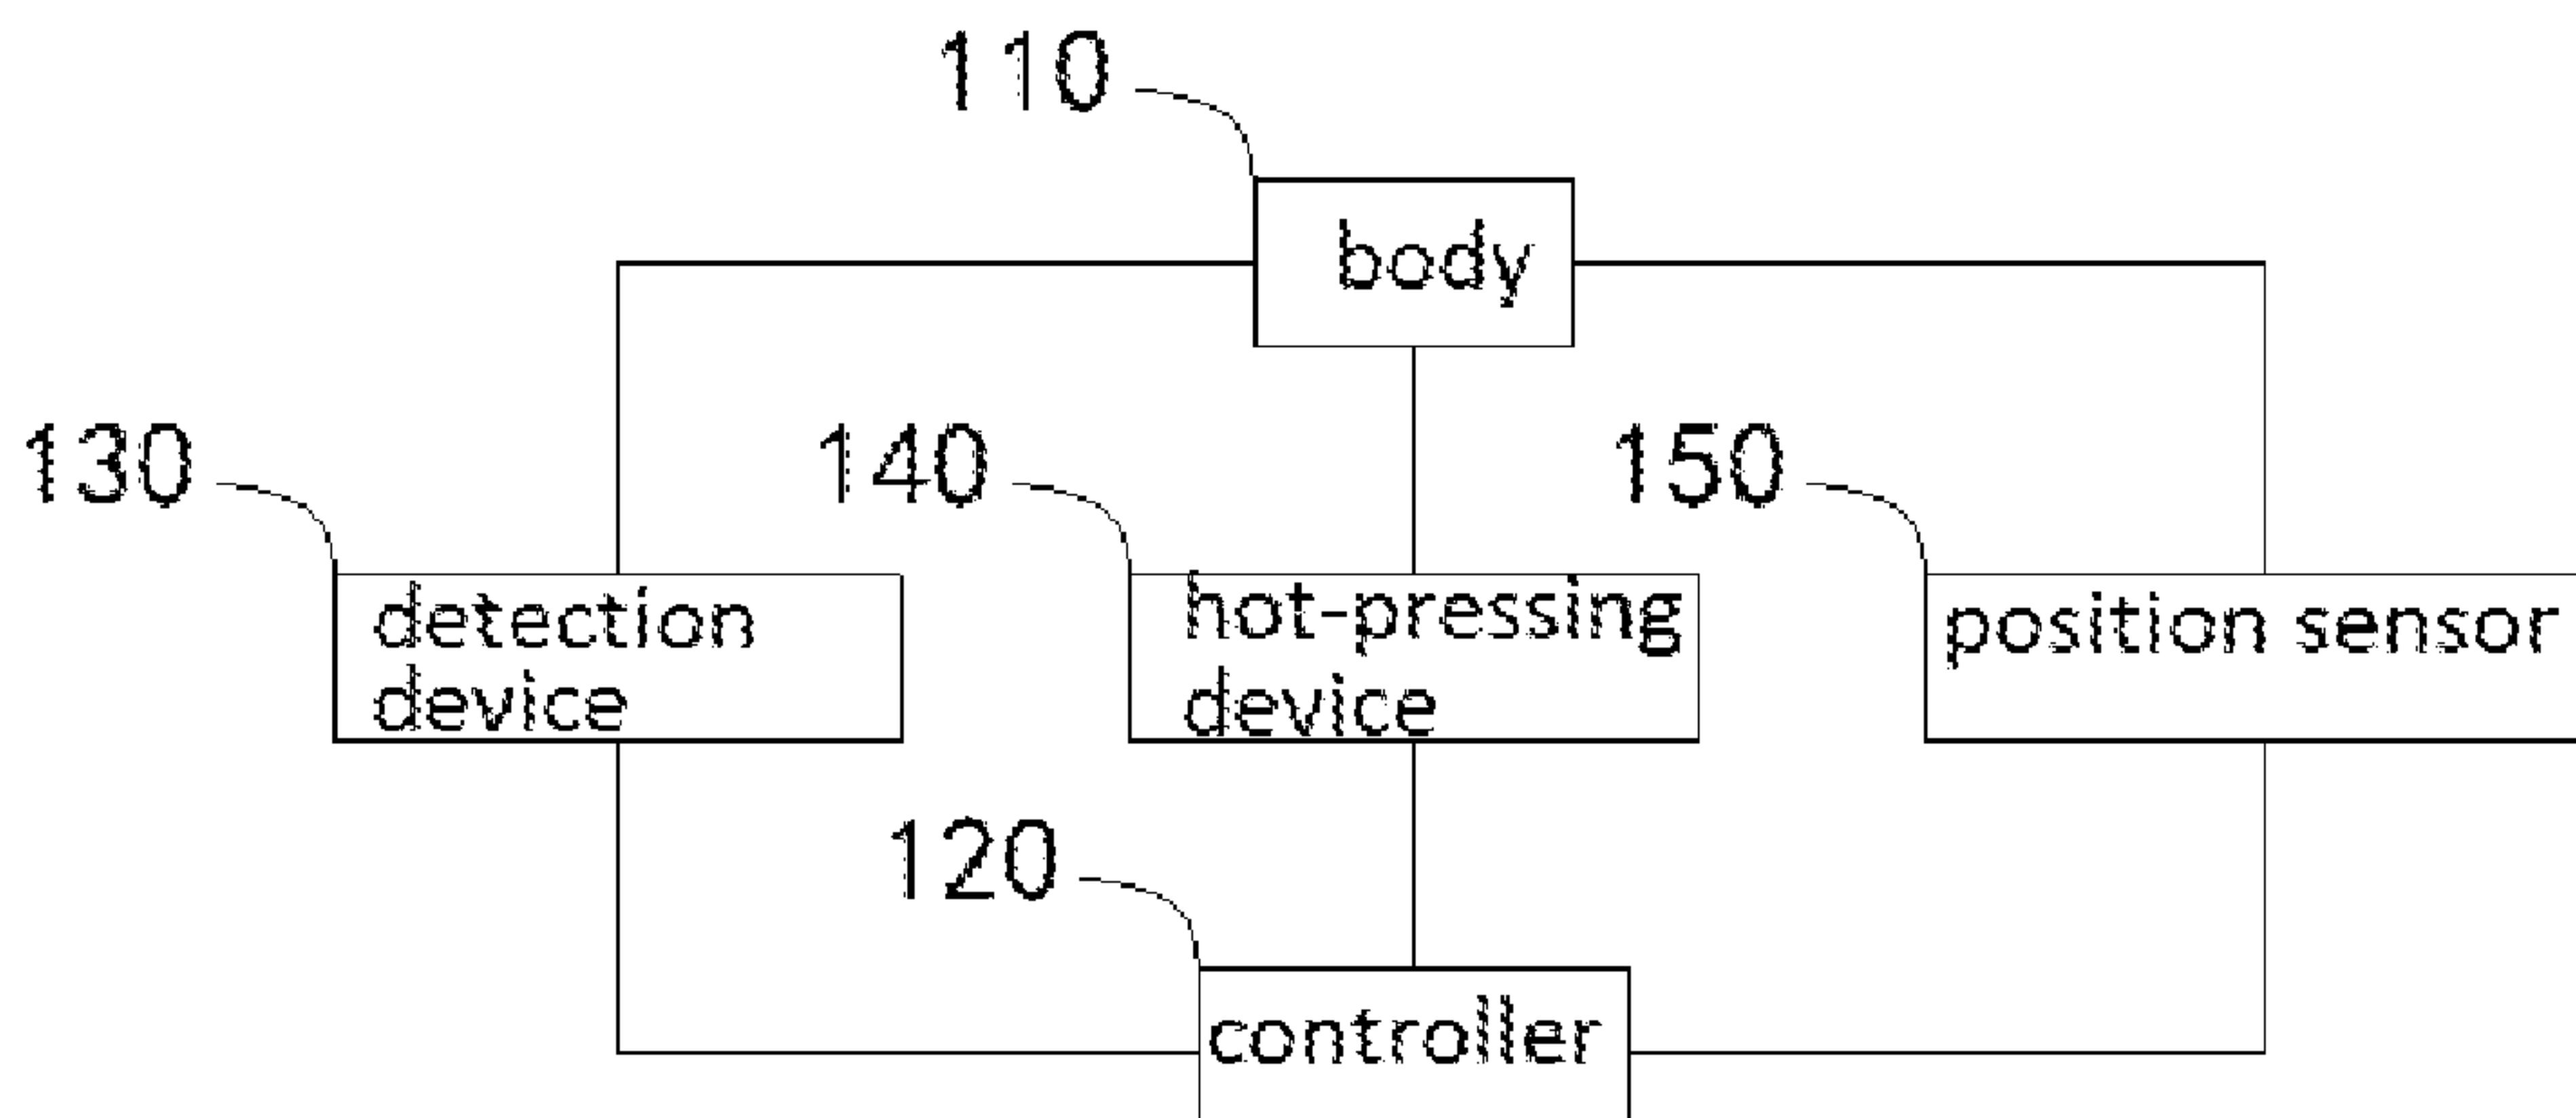 110
body
130
140
150
detection
device
hot-pressing
device
position sensor
120
controller